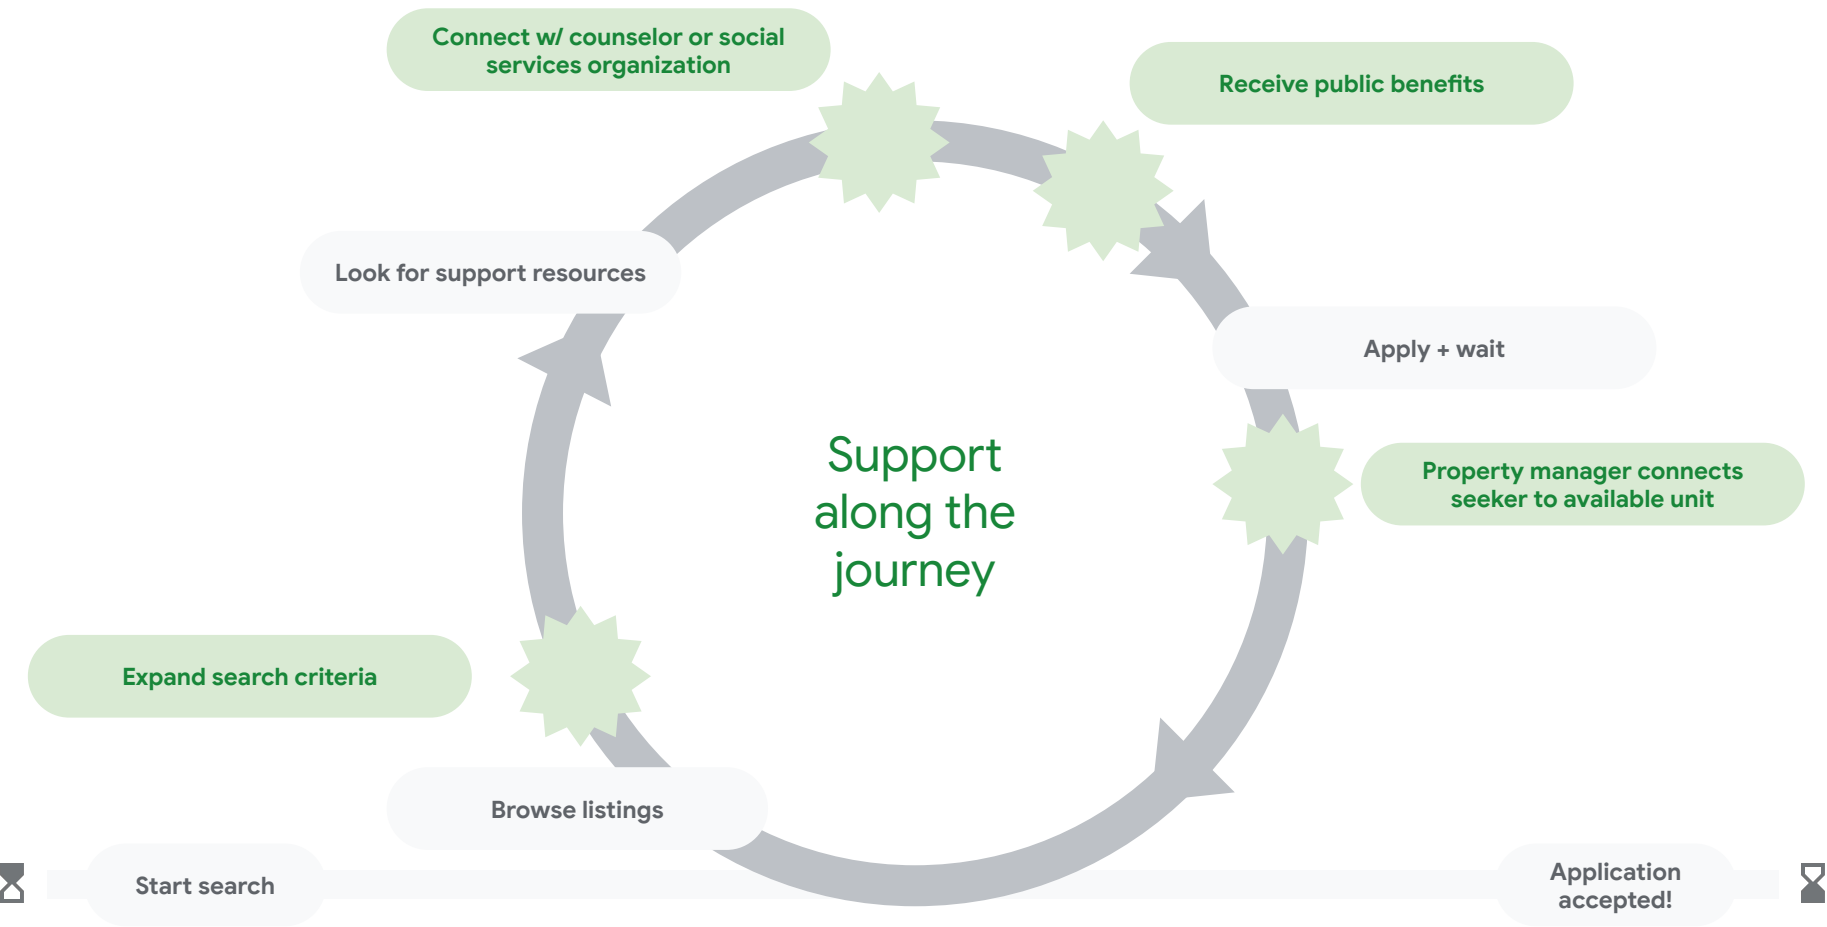 Connect w/ counselor or social
services organization
Receive public benefits
Look for support resources
Apply + wait
Support
along the
journey
Property manager connects
seeker to available unit
Expand search criteria
Browse listings
Start search
Application
accepted!